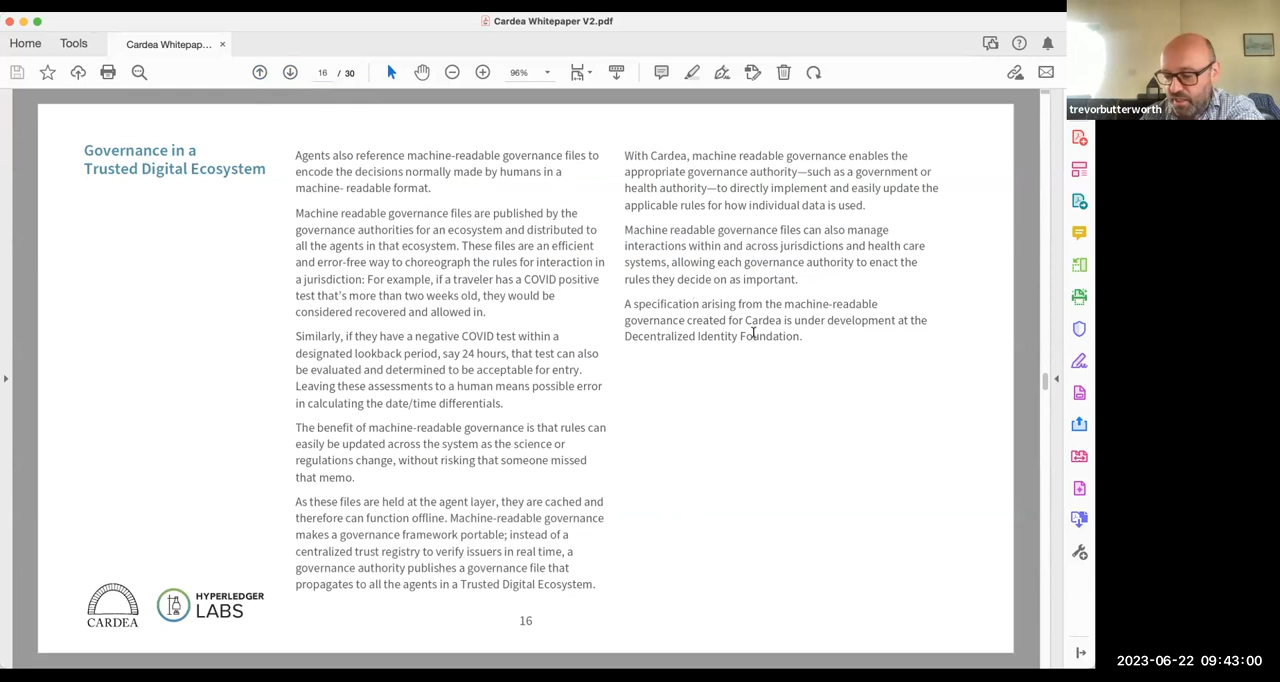 Cardea Whitepaper V2.pdf
Home
Tools
Cardea Whitepap... ×
16 / 30
96%
trevorbutterworth
Governance in a
Trusted Digital Ecosystem
Agents also reference machine-readable governance files to
encode the decisions normally made by humans in a
machine- readable format.
Machine readable governance files are published by the
governance authorities for an ecosystem and distributed to
all the agents in that ecosystem. These files are an efficient
and error-free way to choreograph the rules for interaction in
a jurisdiction: For example, if a traveler has a COVID positive
test that's more than two weeks old, they would be
considered recovered and allowed in.
Similarly, if they have a negative COVID test within a
designated lookback period, say 24 hours, that test can also
be evaluated and determined to be acceptable for entry.
Leaving these assessments to a human means possible error
in calculating the date/time differentials.
The benefit of machine-readable governance is that rules can
easily be updated across the system as the science or
regulations change, without risking that someone missed
that memo.
As these files are held at the agent layer, they are cached and
therefore can function offline. Machine-readable governance
makes a governance framework portable; instead of a
centralized trust registry to verify issuers in real time, a
governance authority publishes a governance file that
propagates to all the agents in a Trusted Digital Ecosystem.
With Cardea, machine readable governance enables the
appropriate governance authority—such as a government or
health authority—to directly implement and easily update the
applicable rules for how individual data is used.
Machine readable governance files can also manage
interactions within and across jurisdictions and health care
systems, allowing each governance authority to enact the
rules they decide on as important.
A specification arising from the machine-readable
governance created for Cardea is under development at the
Decentralized Identity Foundation.
CARDEA
HYPERLEDGER
LABS
16
2023-06-22 09:43:00